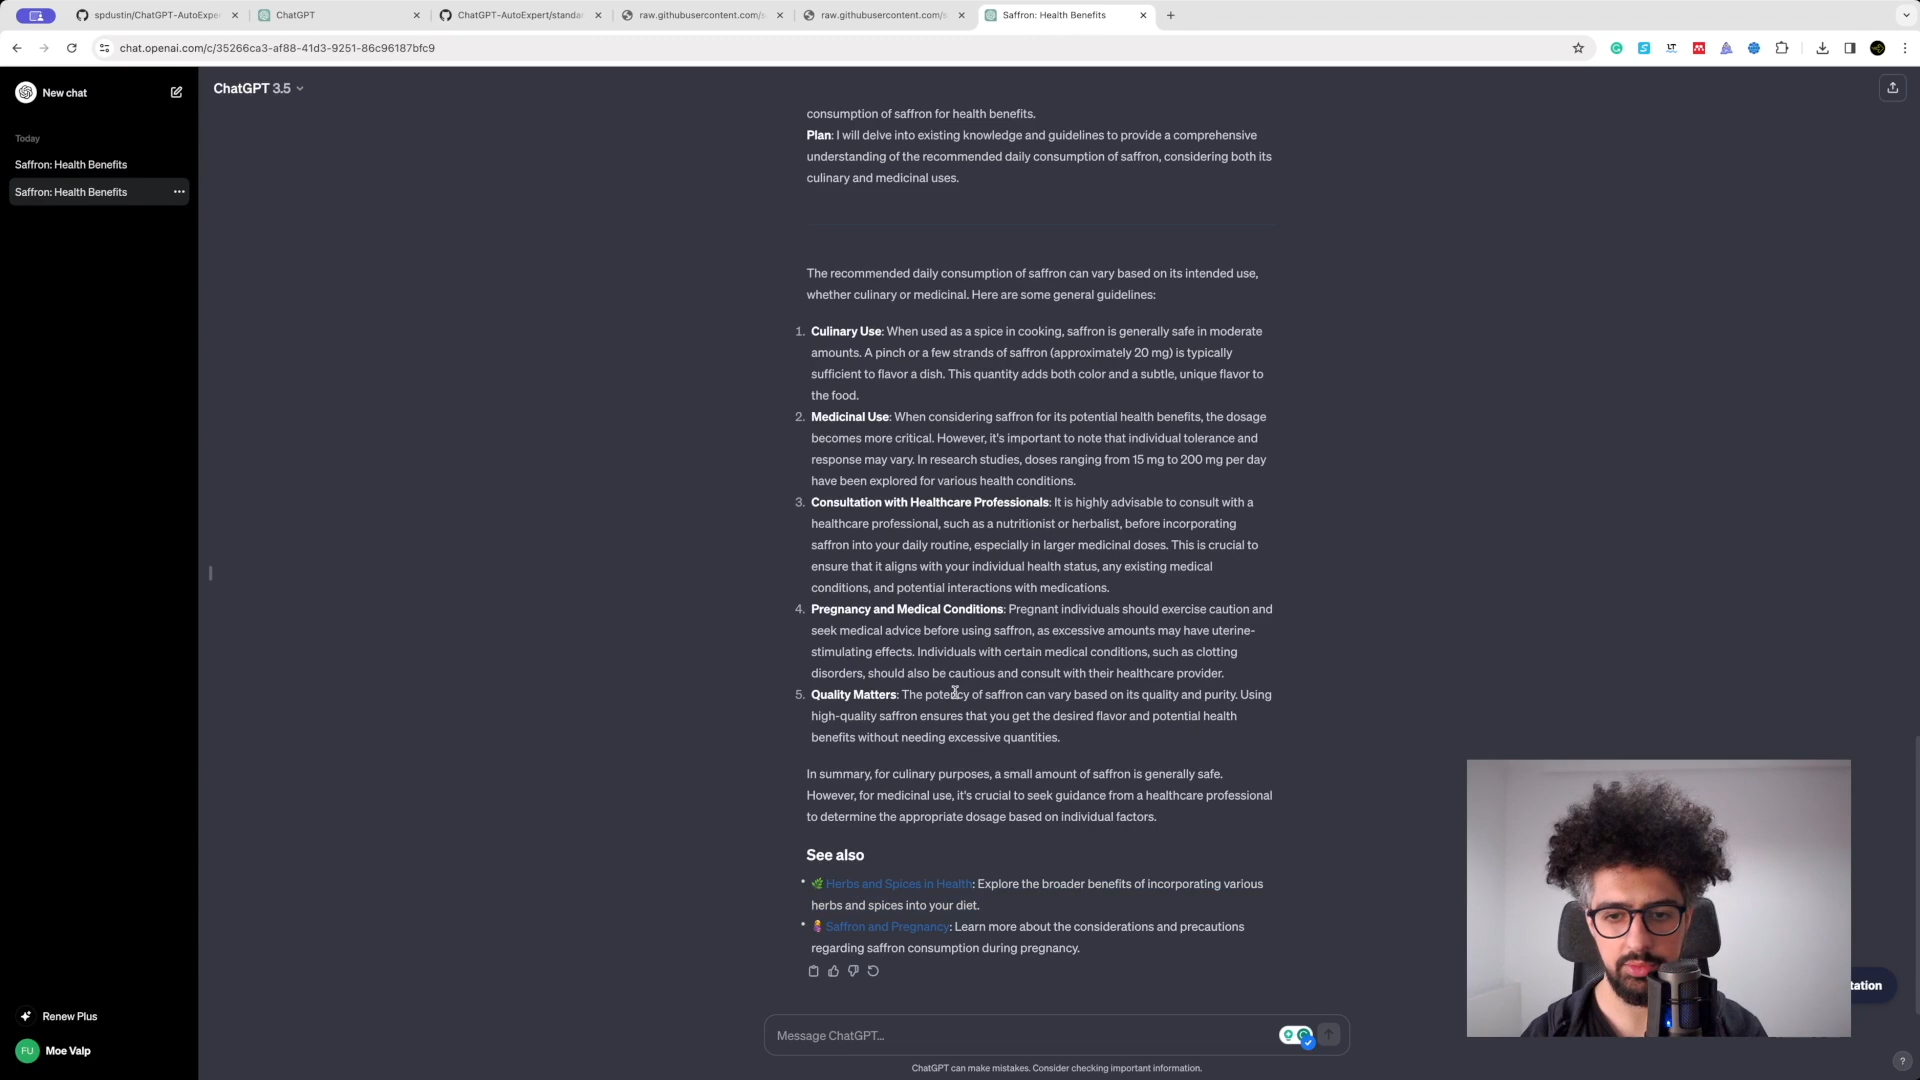 spdustin/ChatGPT-AutoExper
ChatGPT
ChatGPT-AutoExpert/standar
raw.githubusercontent.com/s
raw.githubusercontent.com/s
Saffron: Health Benefits
chat.openai.com/c/35266ca3-af88-41d3-9251-86c96187bfc9
New chat
ChatGPT 3.5
Today
Saffron: Health Benefits
Saffron: Health Benefits
consumption of saffron for health benefits.
Plan: I will delve into existing knowledge and guidelines to provide a comprehensive
understanding of the recommended daily consumption of saffron, considering both its
culinary and medicinal uses.
The recommended daily consumption of saffron can vary based on its intended use,
whether culinary or medicinal. Here are some general guidelines:
1. Culinary Use: When used as a spice in cooking, saffron is generally safe in moderate
amounts. A pinch or a few strands of saffron (approximately 20 mg) is typically
sufficient to flavor a dish. This quantity adds both color and a subtle, unique flavor to
the food.
2. Medicinal Use: When considering saffron for its potential health benefits, the dosage
becomes more critical. However, it's important to note that individual tolerance and
response may vary. In research studies, doses ranging from 15 mg to 200 mg per day
have been explored for various health conditions.
3. Consultation with Healthcare Professionals: It is highly advisable to consult with a
healthcare professional, such as a nutritionist or herbalist, before incorporating
saffron into your daily routine, especially in larger medicinal doses. This is crucial to
ensure that it aligns with your individual health status, any existing medical
conditions, and potential interactions with medications.
4. Pregnancy and Medical Conditions: Pregnant individuals should exercise caution and
seek medical advice before using saffron, as excessive amounts may have uterine-
stimulating effects. Individuals with certain medical conditions, such as clotting
disorders, should also be cautious and consult with their healthcare provider.
5. Quality Matters: The potency of saffron can vary based on its quality and purity. Using
high-quality saffron ensures that you get the desired flavor and potential health
benefits without needing excessive quantities.
In summary, for culinary purposes, a small amount of saffron is generally safe.
However, for medicinal use, it's crucial to seek guidance from a healthcare professional
to determine the appropriate dosage based on individual factors.
See also
• Herbs and Spices in Health: Explore the broader benefits of incorporating various
herbs and spices into your diet.
• Saffron and Pregnancy: Learn more about the considerations and precautions
regarding saffron consumption during pregnancy.
tation
Renew Plus
Message ChatGPT...
FU Moe Valp
ChatGPT can make mistakes. Consider checking important information.
?